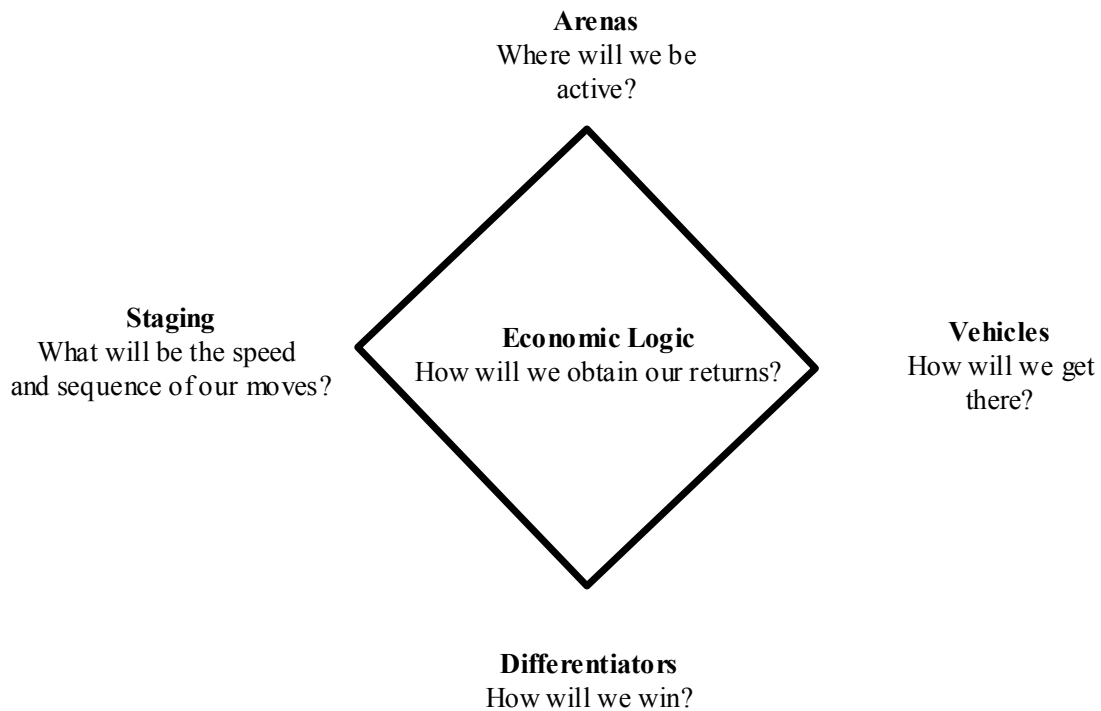 Arenas
Where will we be
active?
Staging
What will be the speed
and sequence of our moves?
Economic Logic
How will we obtain our returns?
Vehicles
How will we get
there?
Differentiators
How will we win?